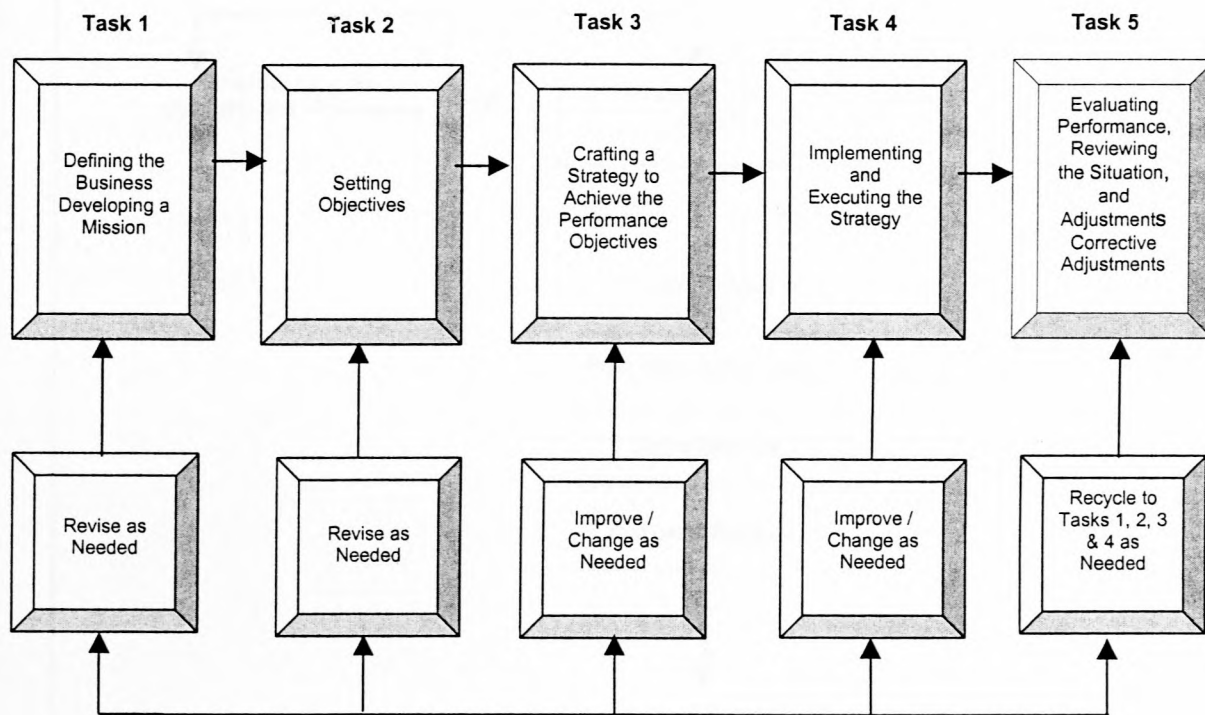 Task 1
Task 2
Task 3
Task 4
Task 5
Defining the
Business
Developing a
Mission
Setting
Objectives
Crafting a
Strategy to
Achieve the
Performance
Objectives
Implementing
and
Executing the
Strategy
Evaluating
Performance,
Reviewing
the Situation,
and
Adjustments
Corrective
Adjustments
Revise as
Needed
Revise as
Needed
Improve /
Change as
Needed
Improve /
Change as
Needed
Recycle to
Tasks 1, 2, 3
& 4 as
Needed